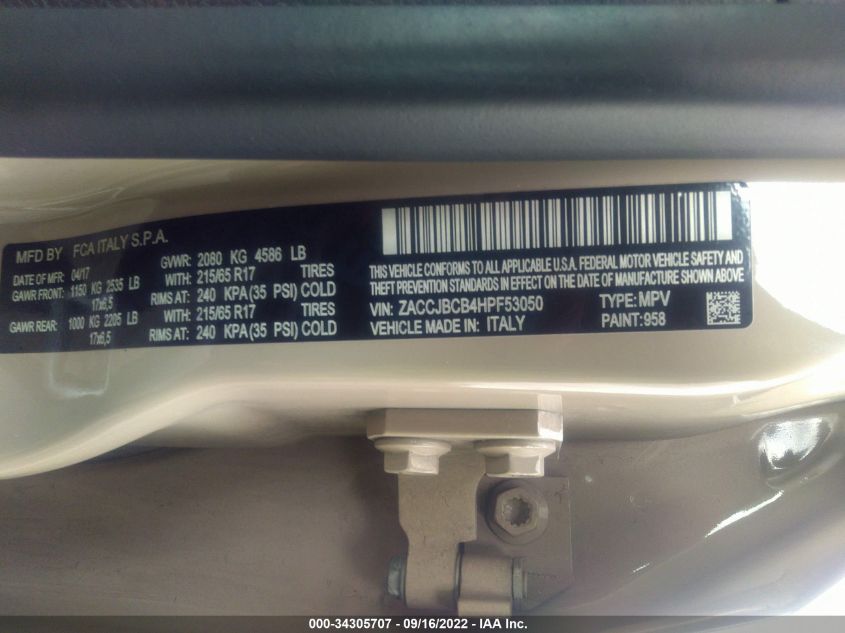 MFD BY FCA ITALY S.P.A.
DATE OF MFR: 04/17 GVWR: 2080 KG 4586 LB
GAWR FRONT: 1150 KG 2535 LB WITH: 215/65 R17 TIRES
17x6,5 RIMS AT: 240 KPA(35 PSI) COLD
GAWR REAR: 1000 KG 2205 LB WITH: 215/65 R17 TIRES
17x6,5 RIMS AT: 240 KPA(35 PSI) COLD
THIS VEHICLE CONFORMS TO ALL APPLICABLE U.S.A. FEDERAL MOTOR VEHICLE SAFETY AND
THEFT PREVENTION STANDARDS IN EFFECT ON THE DATE OF MANUFACTURE SHOWN ABOVE.
VIN: ZACCJBCB4HPF53050 TYPE: MPV
VEHICLE MADE IN: ITALY PAINT:958
000-34305707 - 09/16/2022 - IAA Inc.